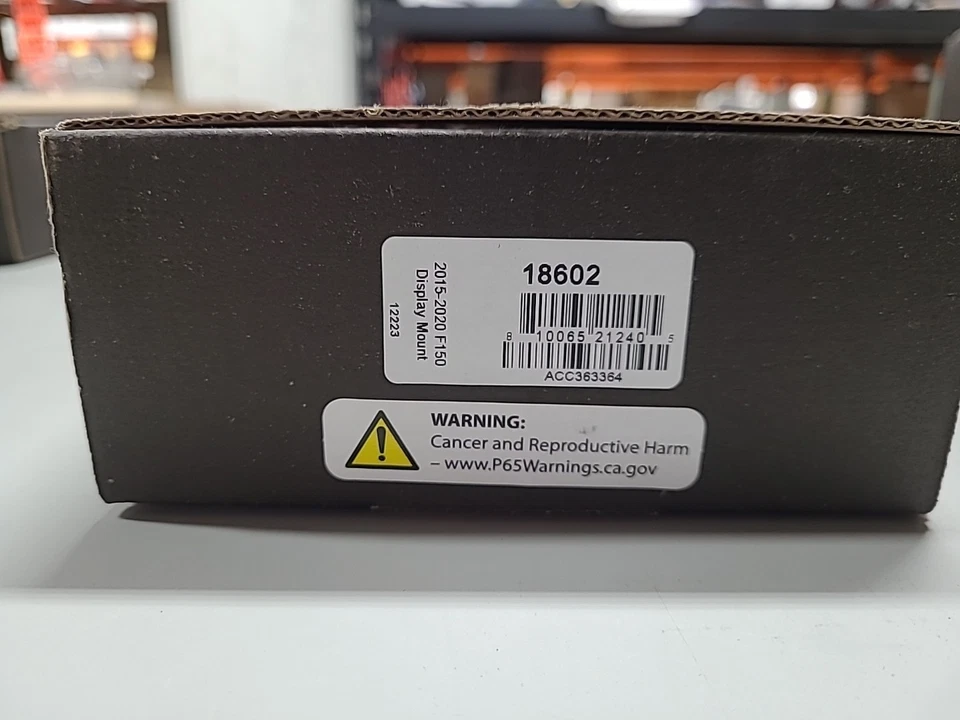 2015-2020 F150
Display Mount
12223
18602
8 10065 21240 5
ACC363364
WARNING:
Cancer and Reproductive Harm
– www.P65Warnings.ca.gov